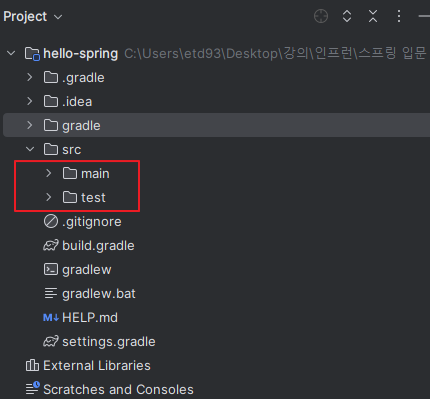 Project
hello-spring C:\Users\etd93\Desktop\강의\인프런\스프링 입문
.gradle
.idea
gradle
src
main
test
.gitignore
build.gradle
gradlew
gradlew.bat
M↓ HELP.md
settings.gradle
External Libraries
Scratches and Consoles